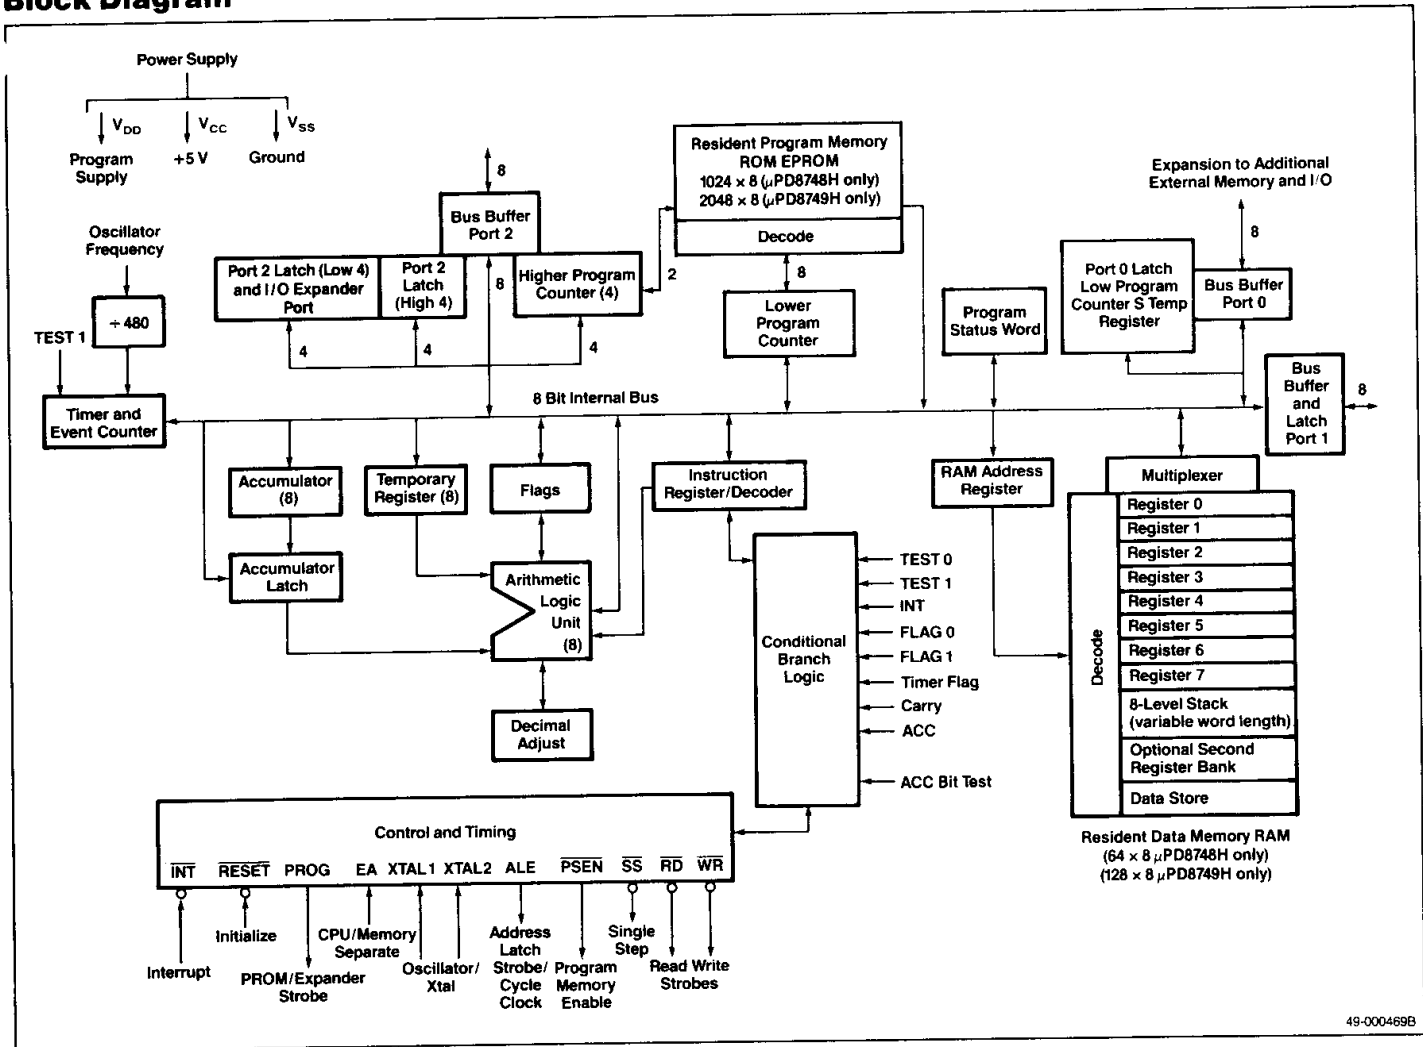 Block Diagram
Power Supply
VDD
VCC
VSS
Program
Supply
+5 V
Ground
Oscillator
Frequency
÷ 480
TEST 1
Timer and
Event Counter
8
Bus Buffer
Port 2
Port 2 Latch (Low 4)
and I/O Expander
Port
Port 2
Latch
(High 4)
8
Higher Program
Counter (4)
4
4
4
2
Resident Program Memory
ROM EPROM
1024 × 8 (μPD8748H only)
2048 × 8 (μPD8749H only)
Decode
8
Lower
Program
Counter
Program
Status Word
Expansion to Additional
External Memory and I/O
8
Port 0 Latch
Low Program
Counter S Temp
Register
Bus Buffer
Port 0
Bus
Buffer
and
Latch
Port 1
8
8 Bit Internal Bus
Accumulator
(8)
Temporary
Register (8)
Flags
Instruction
Register/Decoder
RAM Address
Register
Multiplexer
Accumulator
Latch
Arithmetic
Logic
Unit
(8)
Decimal
Adjust
Conditional
Branch
Logic
TEST 0
TEST 1
INT
FLAG 0
FLAG 1
Timer Flag
Carry
ACC
ACC Bit Test
Decode
Register 0
Register 1
Register 2
Register 3
Register 4
Register 5
Register 6
Register 7
8-Level Stack
(variable word length)
Optional Second
Register Bank
Data Store
Resident Data Memory RAM
(64 × 8 μPD8748H only)
(128 × 8 μPD8749H only)
Control and Timing
I̅N̅T̅ R̅E̅S̅E̅T̅ PROG EA XTAL1 XTAL2 ALE P̅S̅E̅N̅ S̅S̅ R̅D̅ W̅R̅
Interrupt
Initialize
PROM/Expander
Strobe
CPU/Memory
Separate
Oscillator/
Xtal
Address
Latch
Strobe/
Cycle
Clock
Program
Memory
Enable
Single
Step
Read Write
Strobes
49-000469B